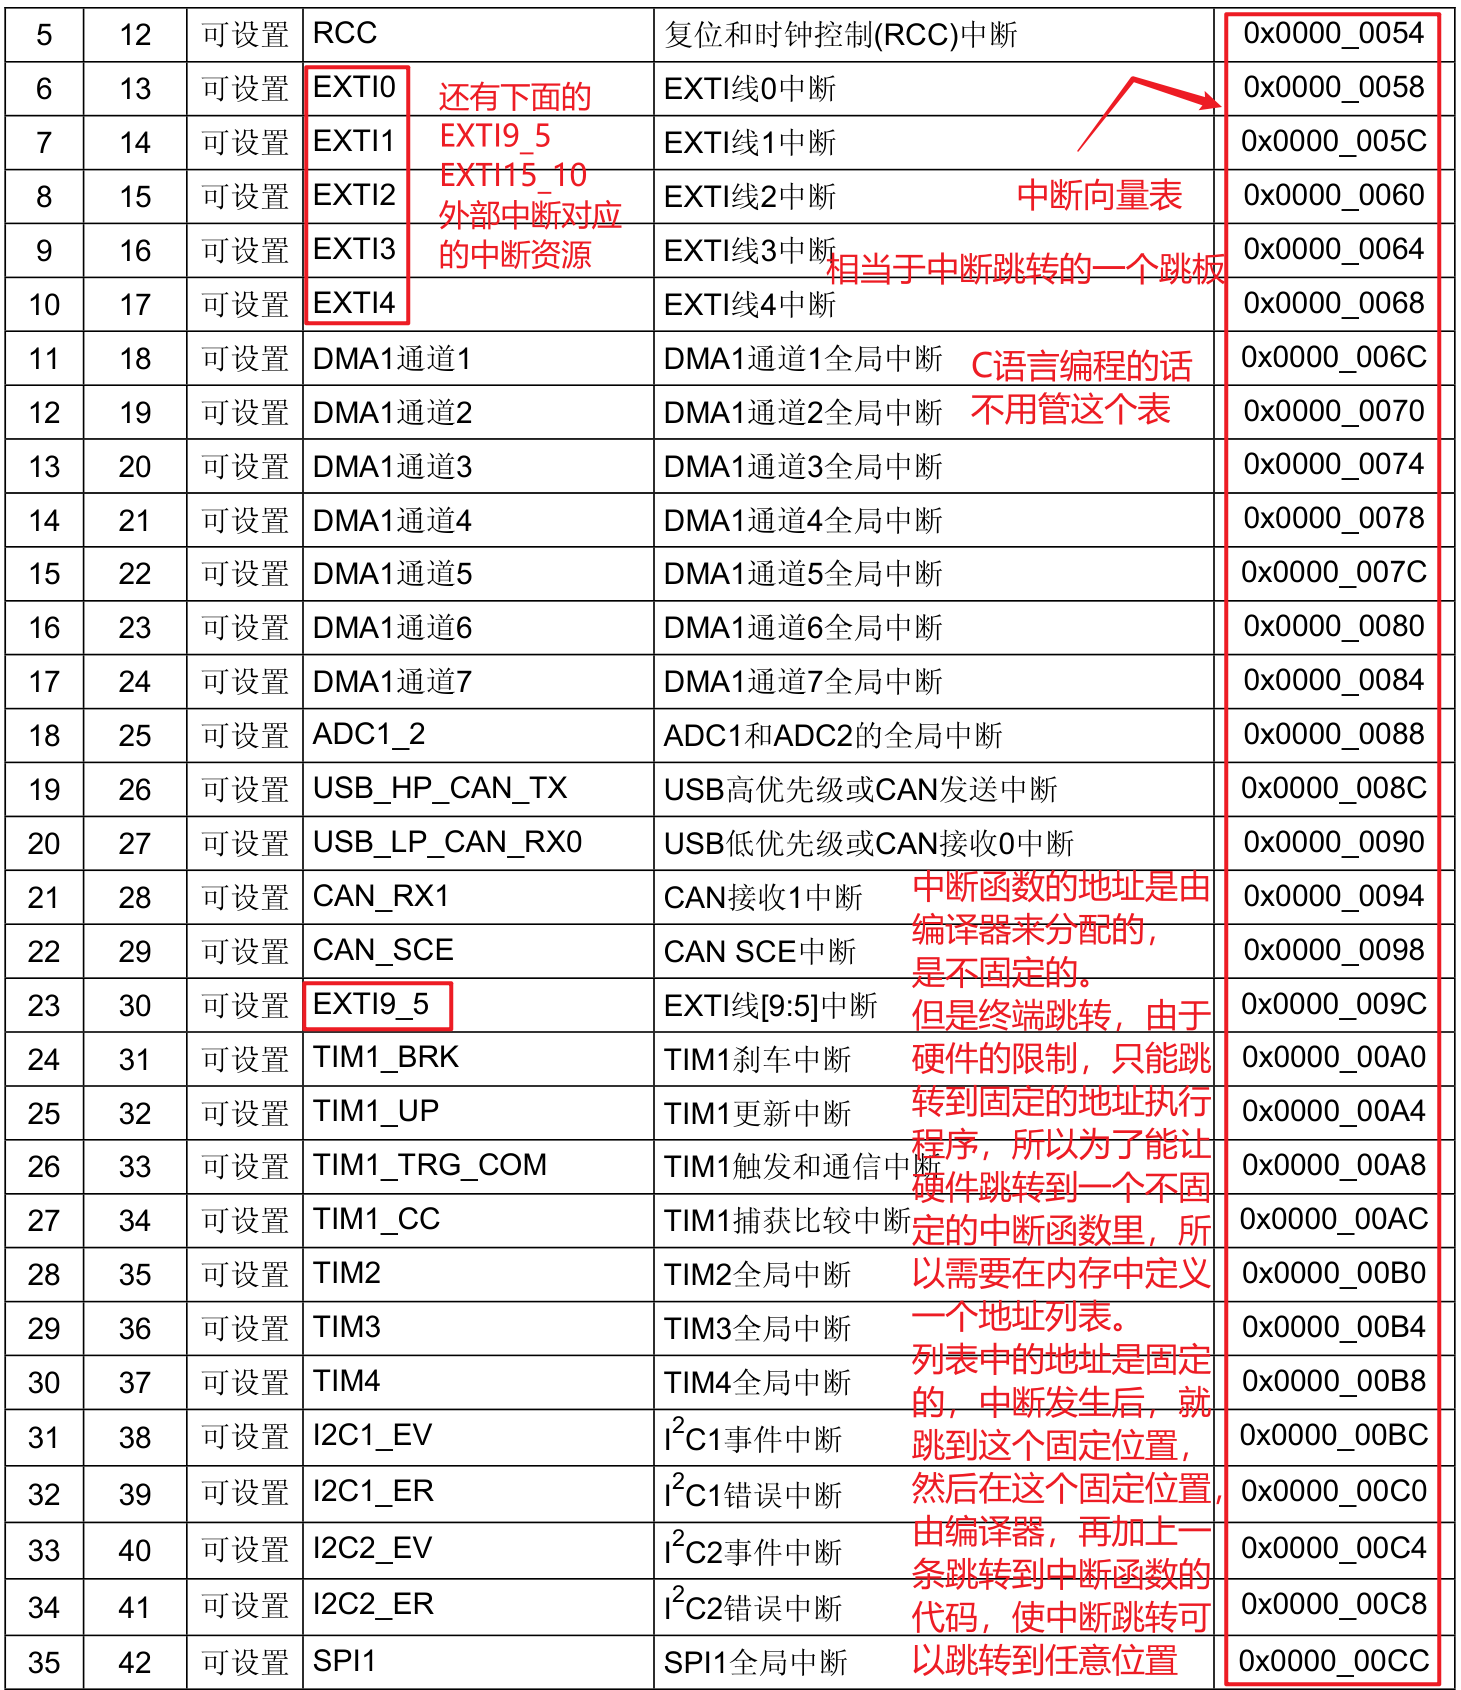 5 12 可设置 RCC 复位和时钟控制(RCC)中断 0x0000_0054
6 13 可设置 EXTI0 EXTI线0中断 0x0000_0058
7 14 可设置 EXTI1 EXTI线1中断 0x0000_005C
8 15 可设置 EXTI2 EXTI线2中断 0x0000_0060
9 16 可设置 EXTI3 EXTI线3中断 0x0000_0064
10 17 可设置 EXTI4 EXTI线4中断 0x0000_0068
还有下面的
EXTI9_5
EXTI15_10
外部中断对应
的中断资源
中断向量表
相当于中断跳转的一个跳板
11 18 可设置 DMA1通道1 DMA1通道1全局中断 0x0000_006C
12 19 可设置 DMA1通道2 DMA1通道2全局中断 0x0000_0070
C语言编程的话
不用管这个表
13 20 可设置 DMA1通道3 DMA1通道3全局中断 0x0000_0074
14 21 可设置 DMA1通道4 DMA1通道4全局中断 0x0000_0078
15 22 可设置 DMA1通道5 DMA1通道5全局中断 0x0000_007C
16 23 可设置 DMA1通道6 DMA1通道6全局中断 0x0000_0080
17 24 可设置 DMA1通道7 DMA1通道7全局中断 0x0000_0084
18 25 可设置 ADC1_2 ADC1和ADC2的全局中断 0x0000_0088
19 26 可设置 USB_HP_CAN_TX USB高优先级或CAN发送中断 0x0000_008C
20 27 可设置 USB_LP_CAN_RX0 USB低优先级或CAN接收0中断 0x0000_0090
21 28 可设置 CAN_RX1 CAN接收1中断 0x0000_0094
22 29 可设置 CAN_SCE CAN SCE中断 0x0000_0098
23 30 可设置 EXTI9_5 EXTI线[9:5]中断 0x0000_009C
24 31 可设置 TIM1_BRK TIM1刹车中断 0x0000_00A0
25 32 可设置 TIM1_UP TIM1更新中断 0x0000_00A4
26 33 可设置 TIM1_TRG_COM TIM1触发和通信中断 0x0000_00A8
27 34 可设置 TIM1_CC TIM1捕获比较中断 0x0000_00AC
28 35 可设置 TIM2 TIM2全局中断 0x0000_00B0
29 36 可设置 TIM3 TIM3全局中断 0x0000_00B4
30 37 可设置 TIM4 TIM4全局中断 0x0000_00B8
31 38 可设置 I2C1_EV I²C1事件中断 0x0000_00BC
32 39 可设置 I2C1_ER I²C1错误中断 0x0000_00C0
33 40 可设置 I2C2_EV I²C2事件中断 0x0000_00C4
34 41 可设置 I2C2_ER I²C2错误中断 0x0000_00C8
35 42 可设置 SPI1 SPI1全局中断 0x0000_00CC
中断函数的地址是由
编译器来分配的，
是不固定的。
但是终端跳转，由于
硬件的限制，只能跳
转到固定的地址执行
程序，所以为了能让
硬件跳转到一个不固
定的中断函数里，所
以需要在内存中定义
一个地址列表。
列表中的地址是固定
的，中断发生后，就
跳到这个固定位置，
然后在这个固定位置，
由编译器，再加上一
条跳转到中断函数的
代码，使中断跳转可
以跳转到任意位置